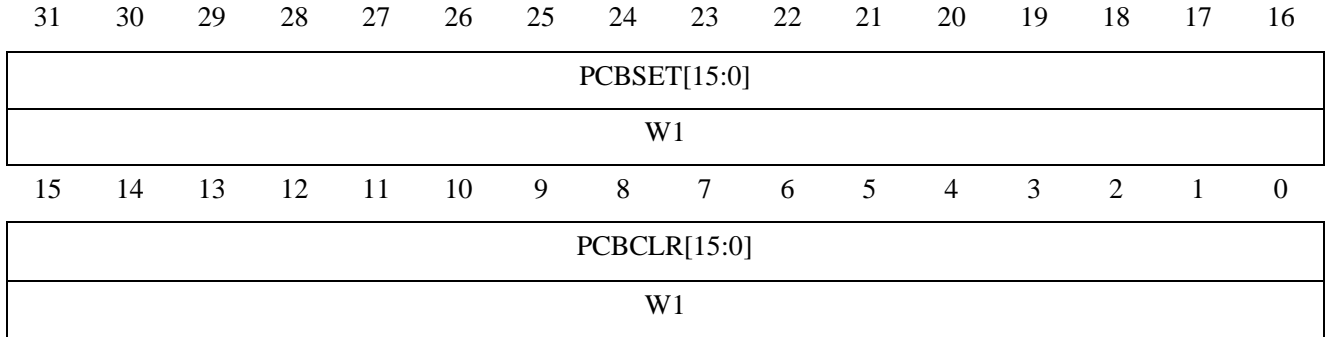 31 30 29 28 27 26 25 24 23 22 21 20 19 18 17 16
PCBSET[15:0]
W1
15 14 13 12 11 10 9 8 7 6 5 4 3 2 1 0
PCBCLR[15:0]
W1